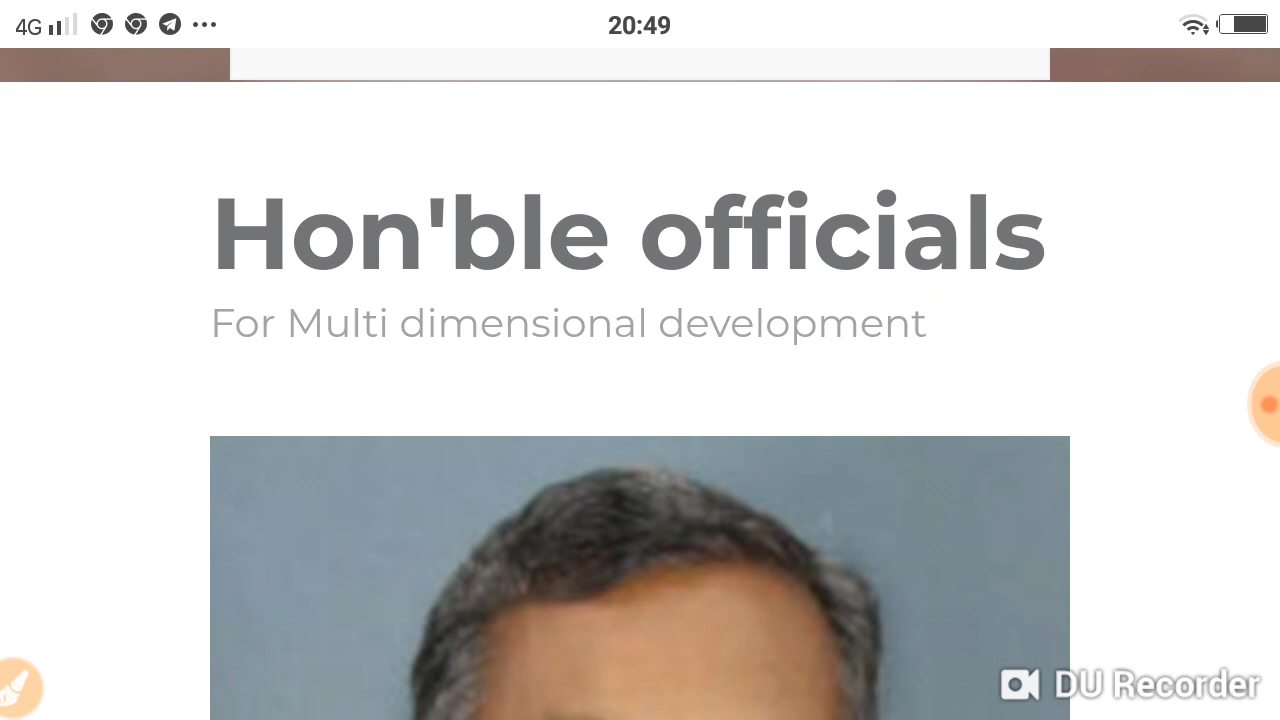 4G 20:49
Hon'ble officials
For Multi dimensional development
DU Recorder